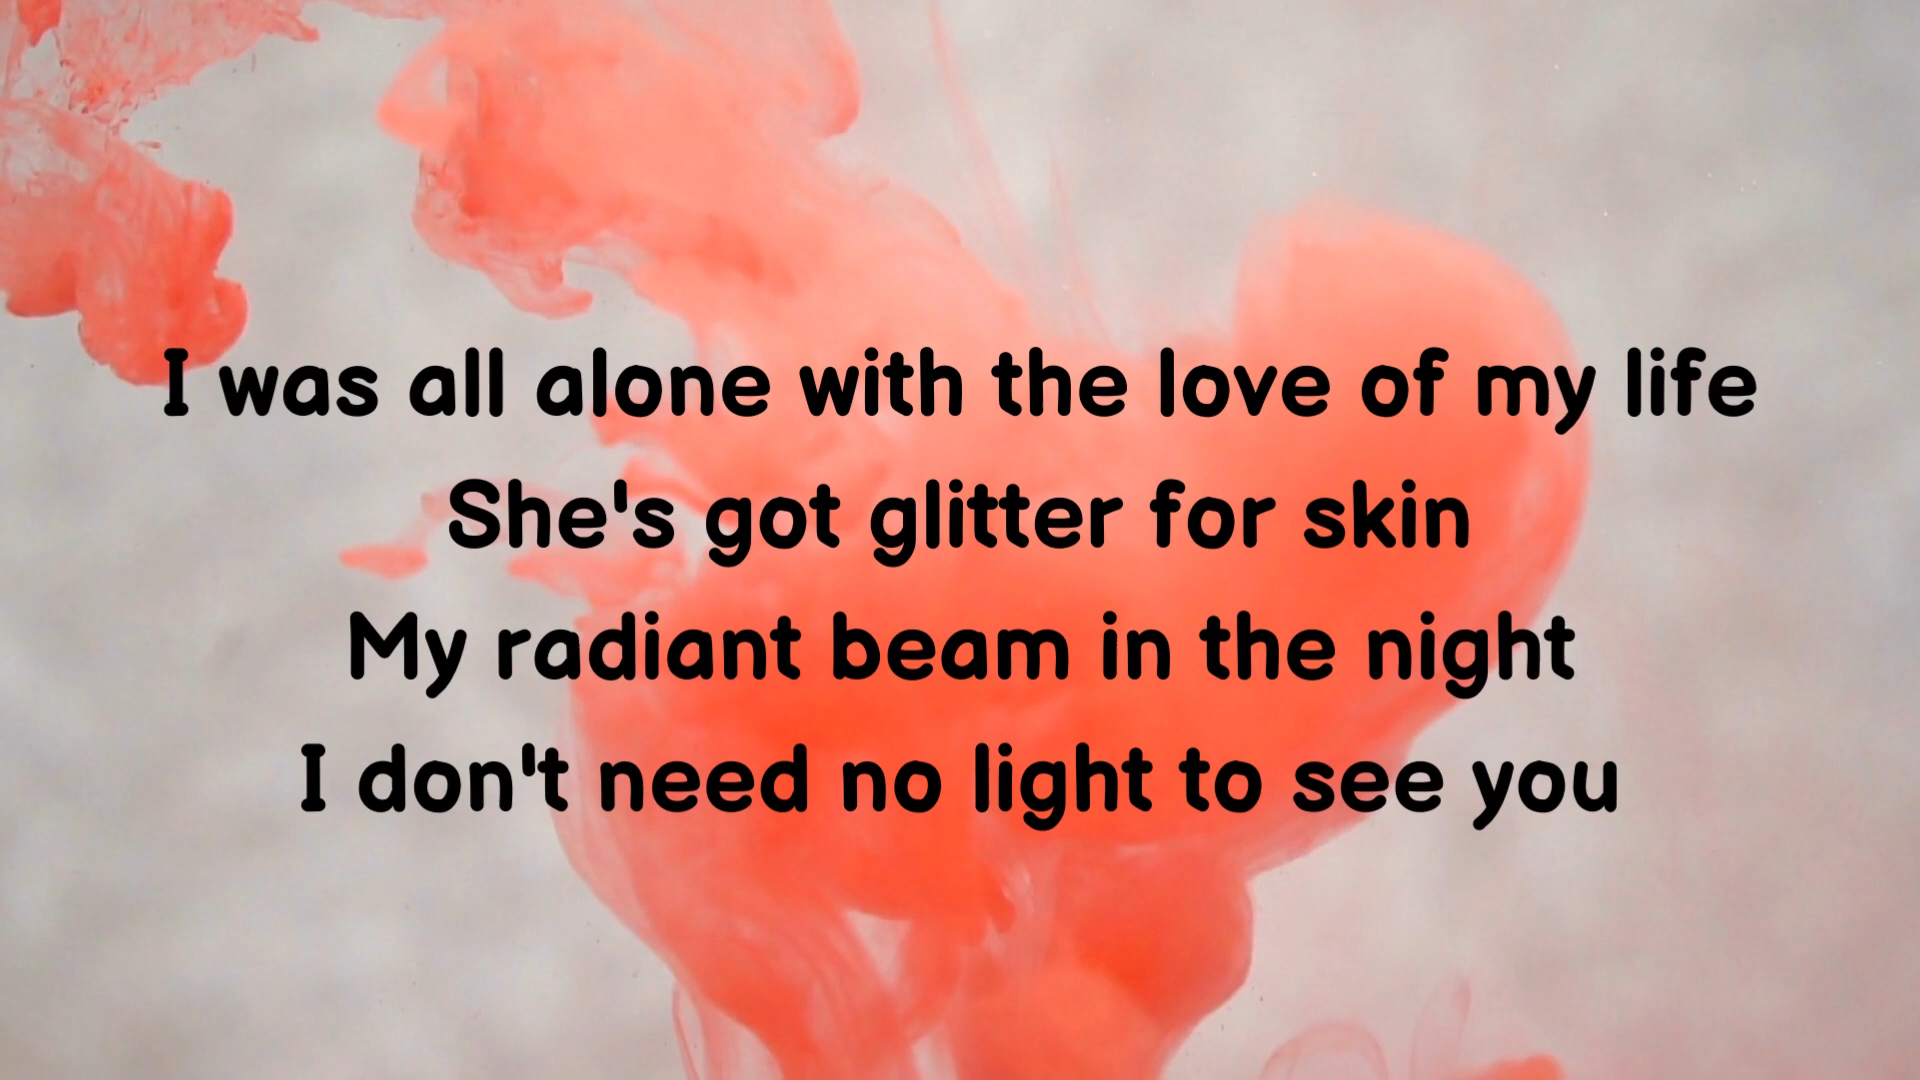 I was all alone with the love of my life
She's got glitter for skin
My radiant beam in the night
I don't need no light to see you